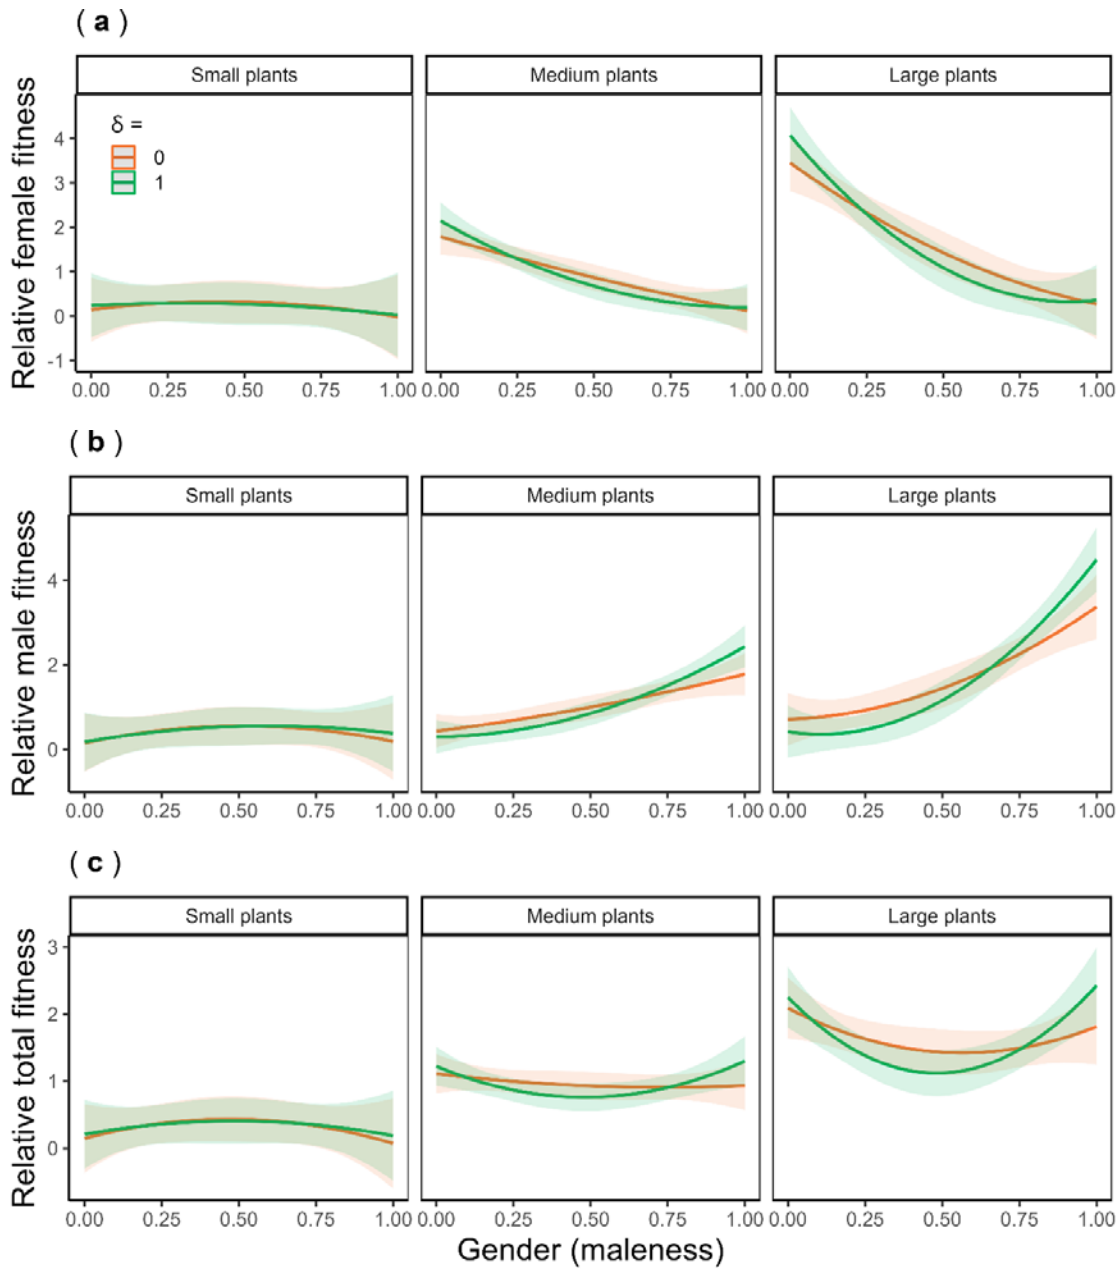 ( a )
Small plants Medium plants Large plants
Relative female fitness
δ =
0
1
4
3
2
1
0
-1
0.00 0.25 0.50 0.75 1.00 0.00 0.25 0.50 0.75 1.00 0.00 0.25 0.50 0.75 1.00
( b )
Small plants Medium plants Large plants
Relative male fitness
4
2
0
0.00 0.25 0.50 0.75 1.00 0.00 0.25 0.50 0.75 1.00 0.00 0.25 0.50 0.75 1.00
( c )
Small plants Medium plants Large plants
Relative total fitness
3
2
1
0
0.00 0.25 0.50 0.75 1.00 0.00 0.25 0.50 0.75 1.00 0.00 0.25 0.50 0.75 1.00
Gender (maleness)